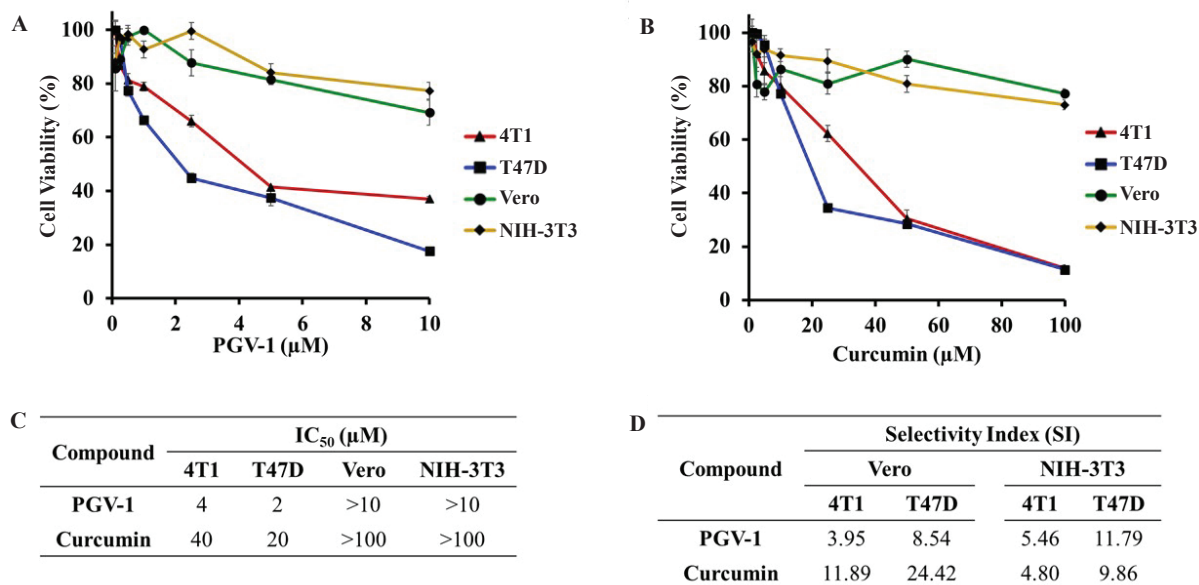 A
Cell Viability (%)
100
80
60
40
20
0
0
2
4
6
8
10
PGV-1 (µM)
4T1
T47D
Vero
NIH-3T3
B
Cell Viability (%)
100
80
60
40
20
0
0
20
40
60
80
100
Curcumin (µM)
4T1
T47D
Vero
NIH-3T3
C
Compound
IC50 (µM)
4T1 T47D Vero NIH-3T3
PGV-1 4 2 >10 >10
Curcumin 40 20 >100 >100
D
Compound
Selectivity Index (SI)
Vero NIH-3T3
4T1 T47D 4T1 T47D
PGV-1 3.95 8.54 5.46 11.79
Curcumin 11.89 24.42 4.80 9.86